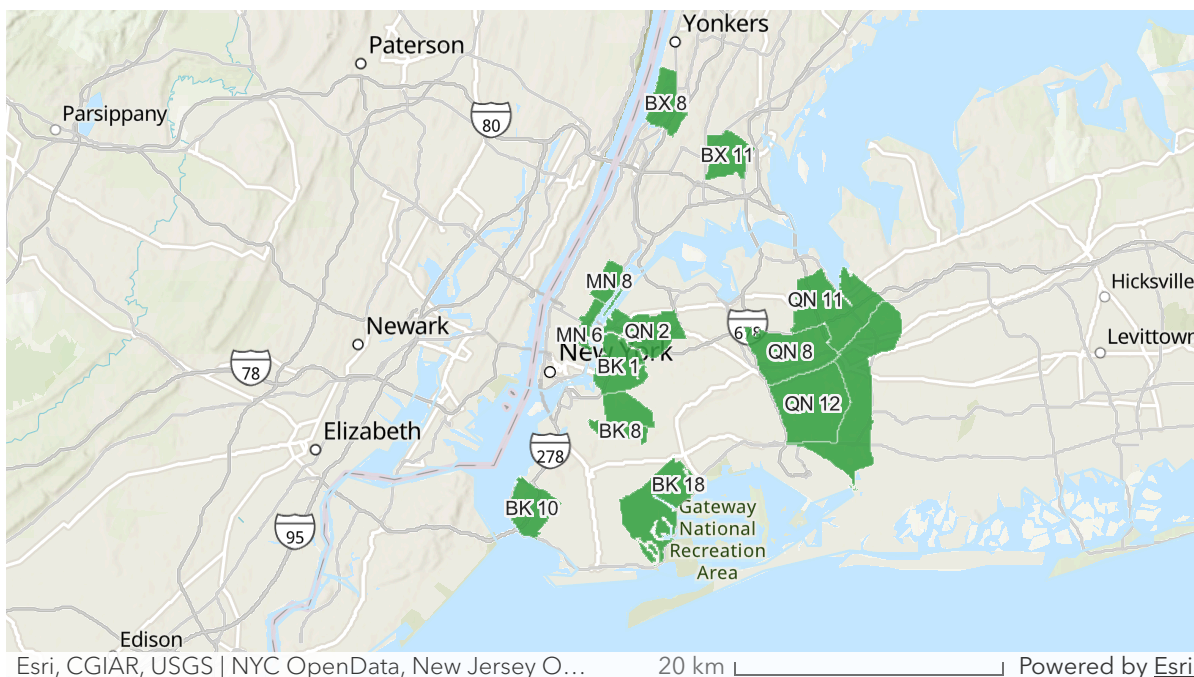 Yonkers
Paterson
BX 8
Parsippany
80
BX 11
MN 8
Hicksville
QN 11
Newark
MN 6
QN 2
678
Levittown
New York
QN 8
BK 1
78
QN 12
Elizabeth
BK 8
278
BK 18
BK 10
Gateway
National
Recreation
Area
95
Edison
Esri, CGIAR, USGS | NYC OpenData, New Jersey O...
20 km
Powered by Esri